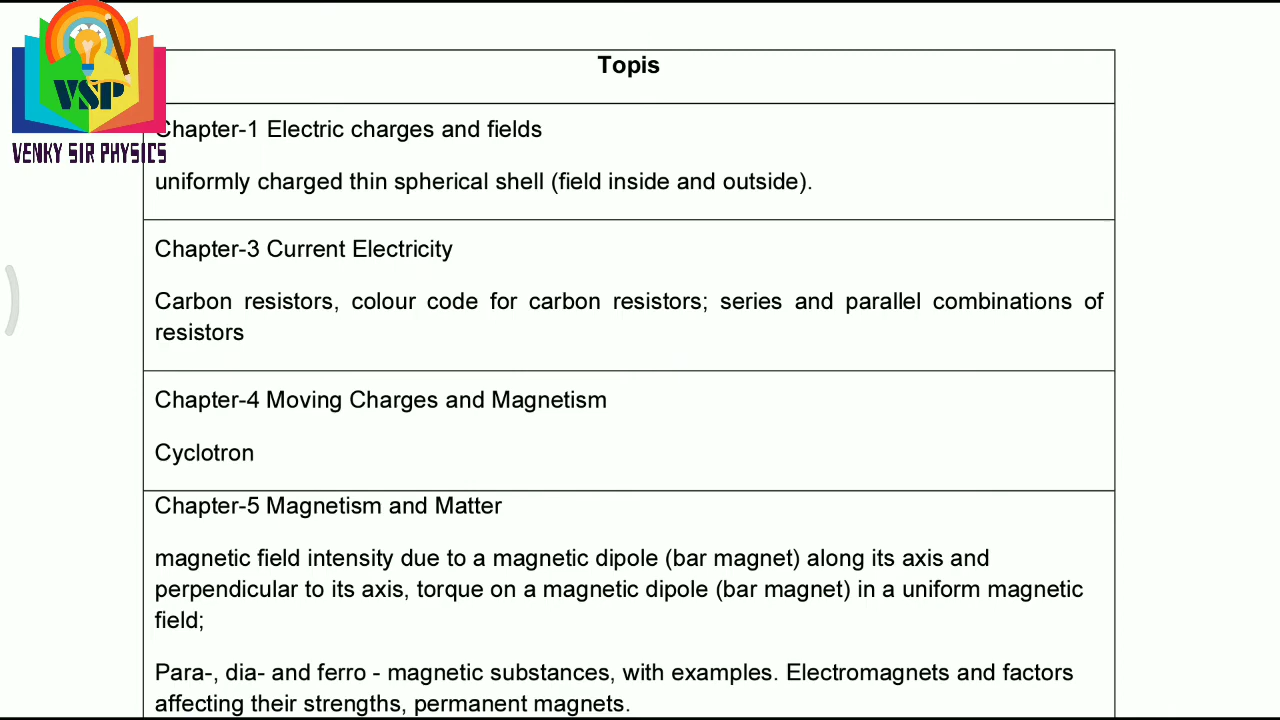 Topis
VSP
VENKY SIR PHYSICS
Chapter-1 Electric charges and fields
uniformly charged thin spherical shell (field inside and outside).
Chapter-3 Current Electricity
Carbon resistors, colour code for carbon resistors; series and parallel combinations of
resistors
Chapter-4 Moving Charges and Magnetism
Cyclotron
Chapter-5 Magnetism and Matter
magnetic field intensity due to a magnetic dipole (bar magnet) along its axis and
perpendicular to its axis, torque on a magnetic dipole (bar magnet) in a uniform magnetic
field;
Para-, dia- and ferro - magnetic substances, with examples. Electromagnets and factors
affecting their strengths, permanent magnets.